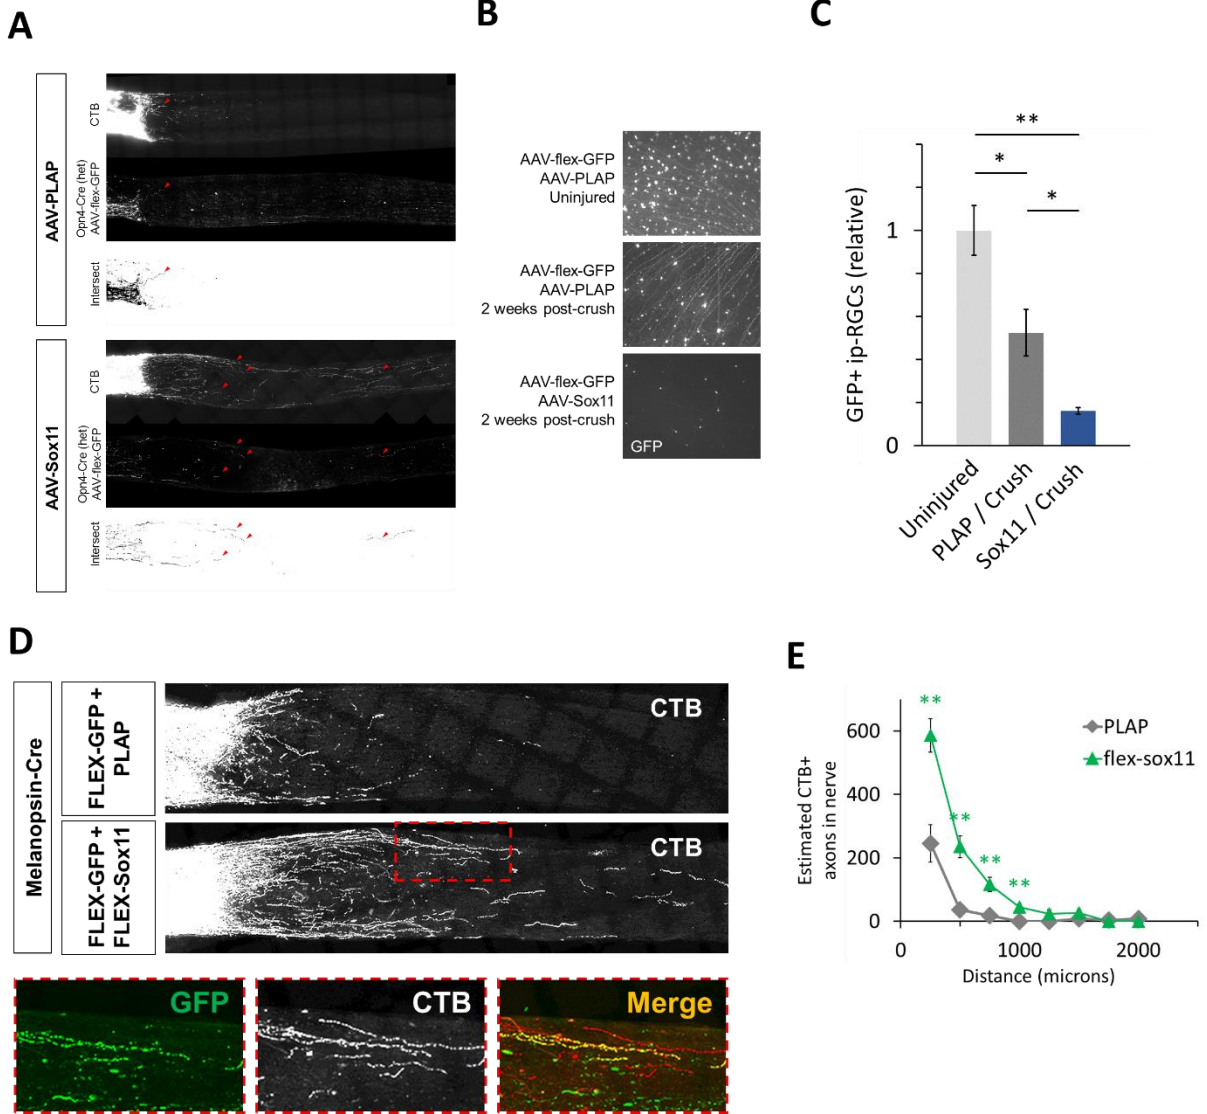 A
AAV-PLAP
CTB
Opn4-Cre (het)
AAV-flex-GFP
Intersect
AAV-Sox11
CTB
Opn4-Cre (het)
AAV-flex-GFP
Intersect
B
AAV-flex-GFP
AAV-PLAP
Uninjured
AAV-flex-GFP
AAV-PLAP
2 weeks post-crush
AAV-flex-GFP
AAV-Sox11
2 weeks post-crush
GFP
C
GFP+ ip-RGCs (relative)
1
0
**
*
*
Uninjured
PLAP / Crush
Sox11 / Crush
D
Melanopsin-Cre
FLEX-GFP +
PLAP
CTB
FLEX-GFP +
FLEX-Sox11
CTB
GFP
CTB
Merge
E
Estimated CTB+
axons in nerve
600
400
200
0
**
**
**
**
PLAP
flex-sox11
0
1000
2000
Distance (microns)